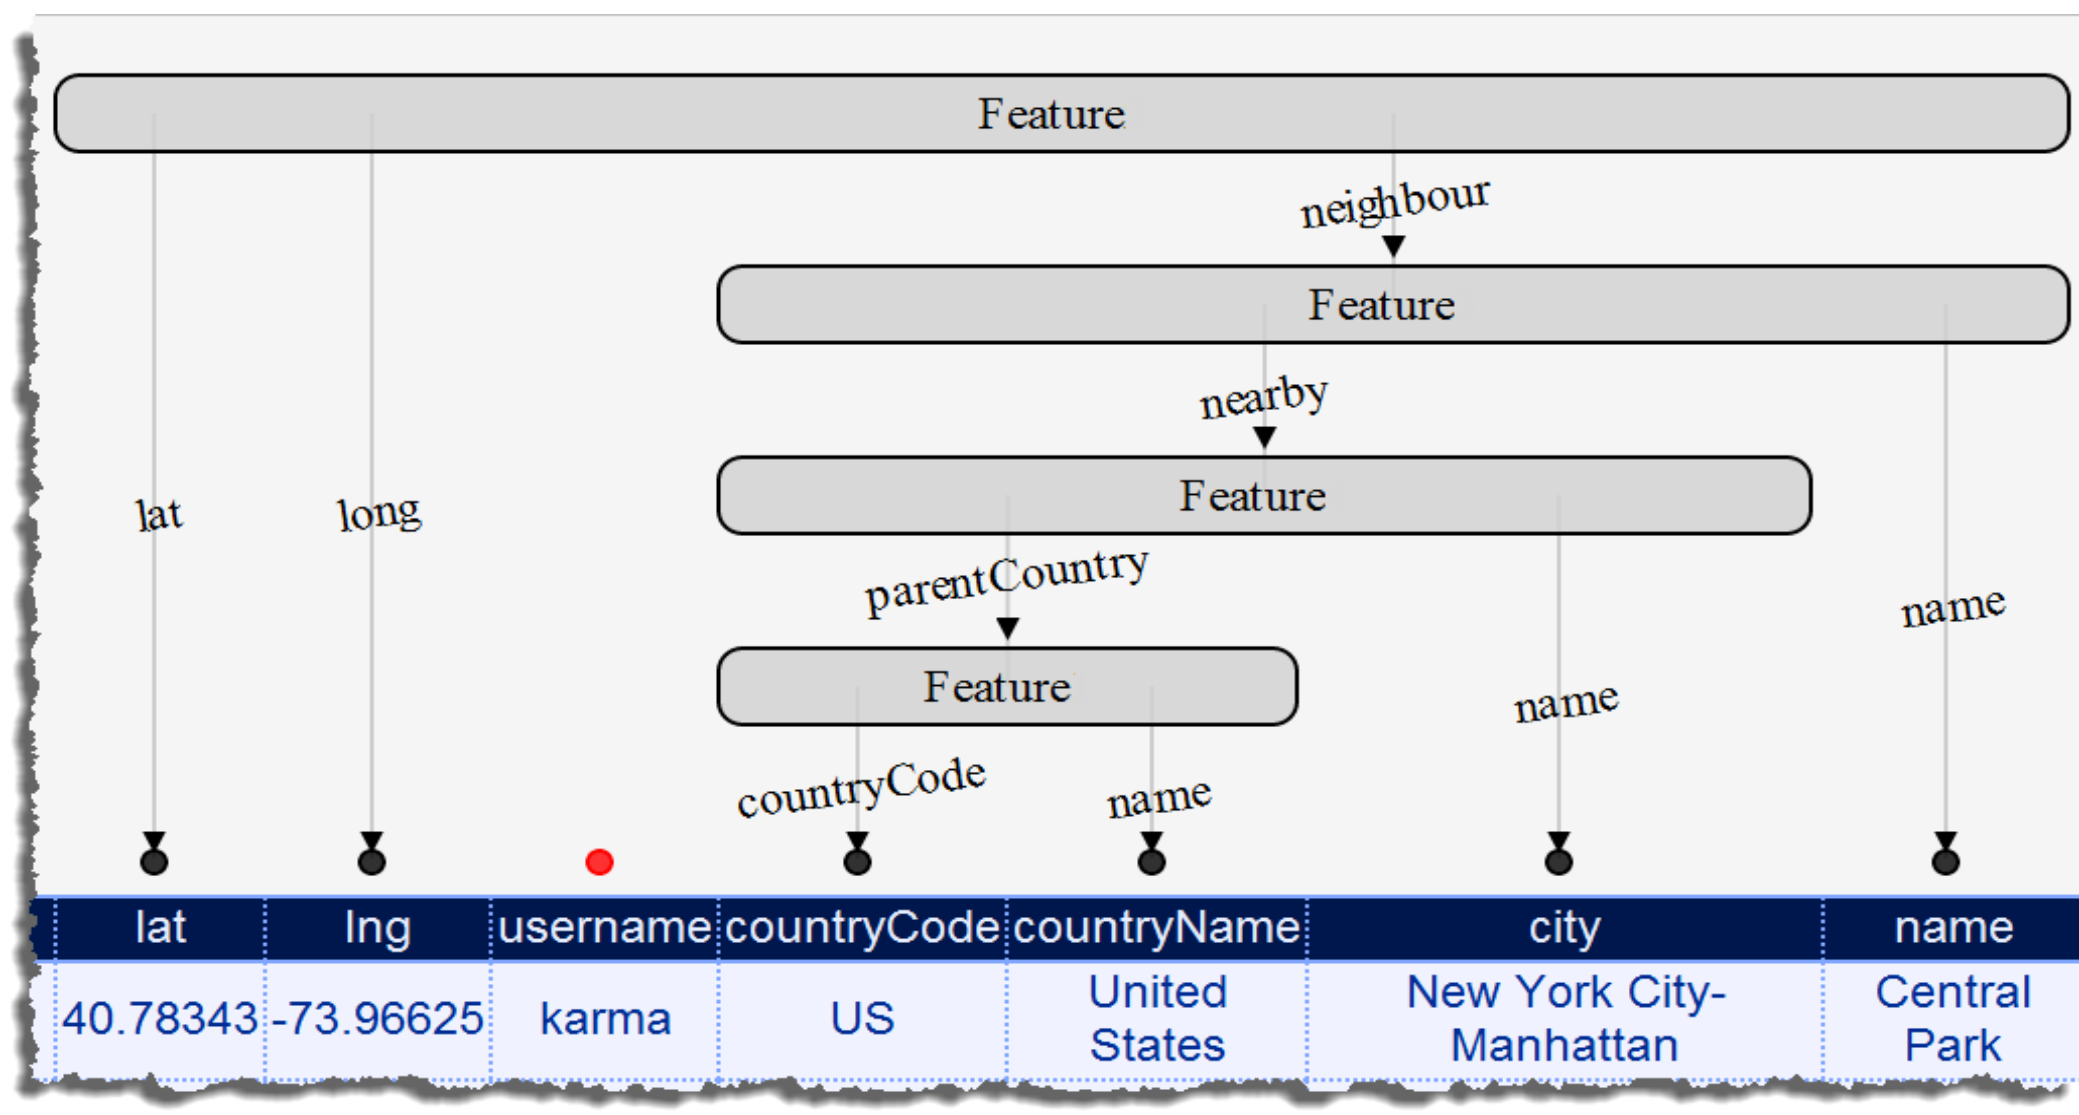 Feature
neighbour
Feature
nearby
Feature
lat
long
parentCountry
name
Feature
name
countryCode
name
lat lng username countryCode countryName city name
40.78343 -73.96625 karma US United States New York City-Manhattan Central Park